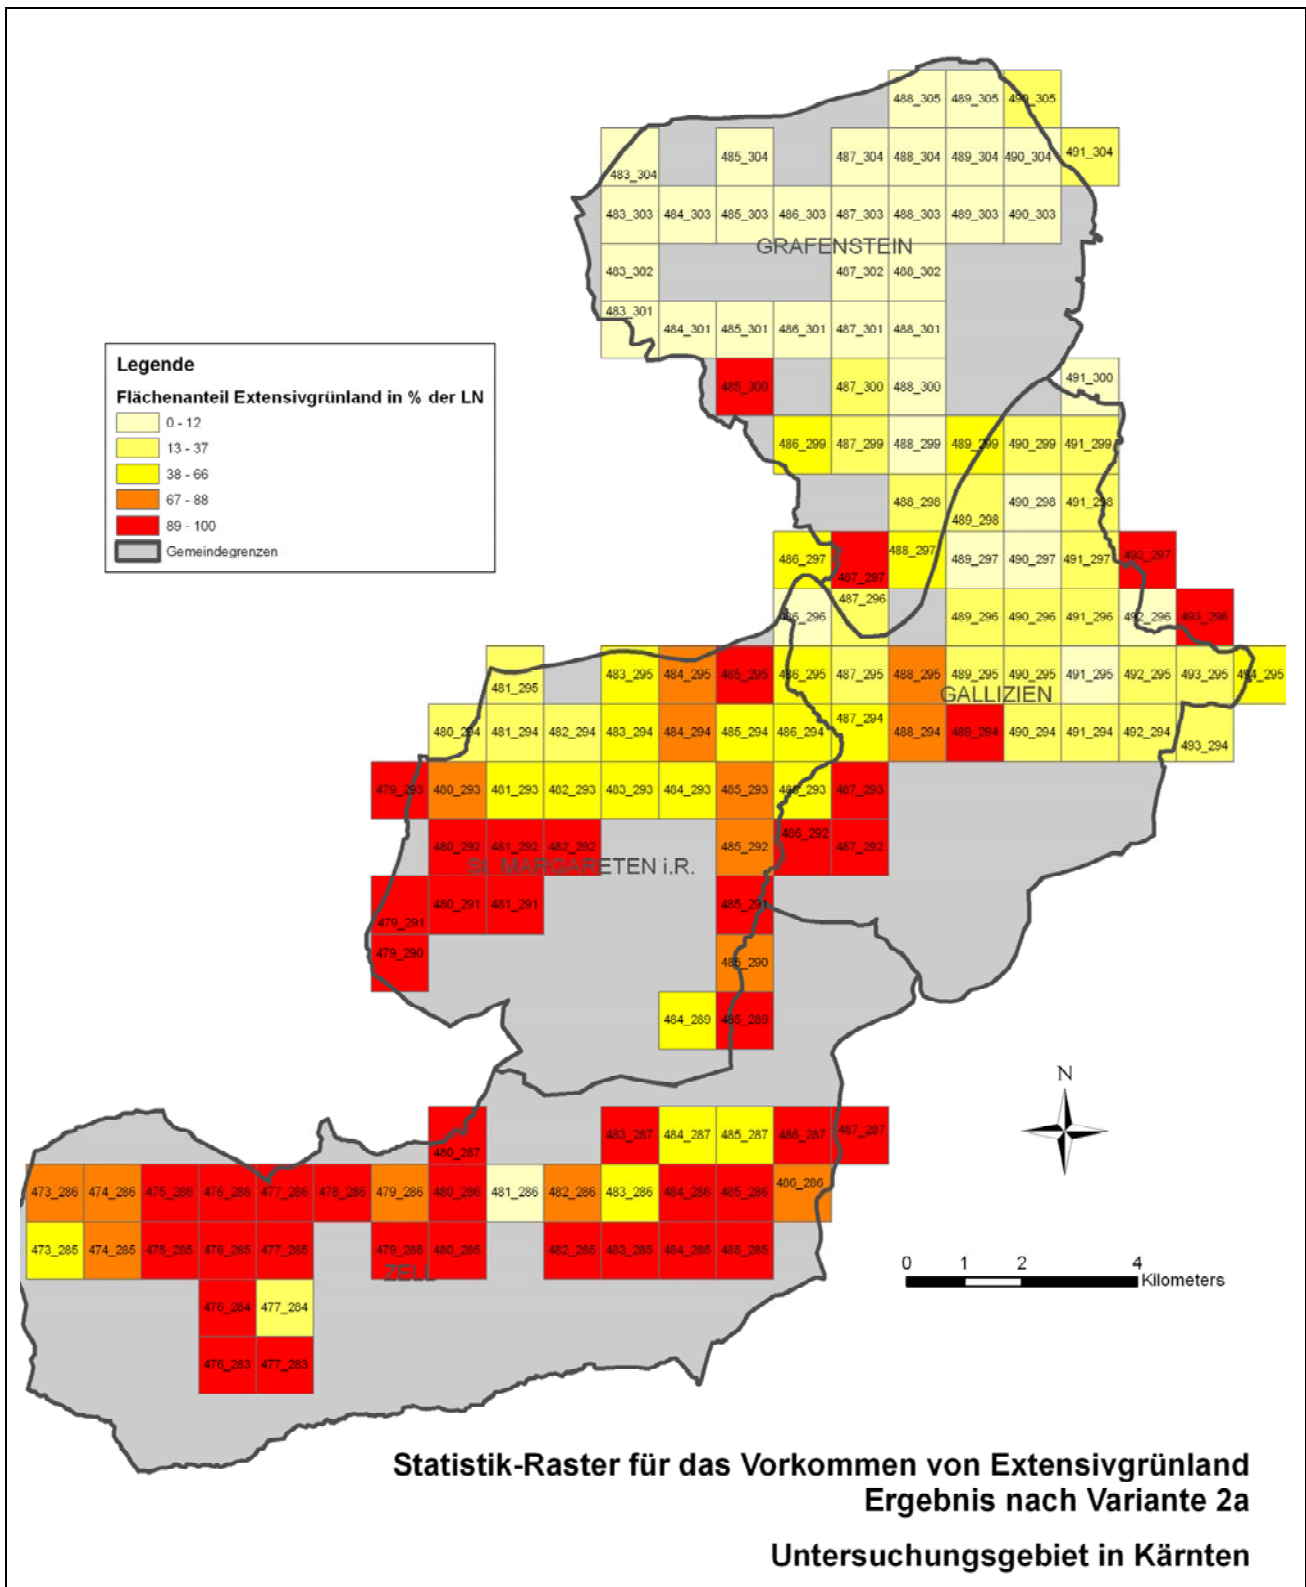 488_305 489_305 490_305
483_304 485_304 487_304 488_304 489_304 490_304 491_304
483_303 484_303 485_303 486_303 487_303 488_303 489_303 490_303
GRAFENSTEIN
483_302 487_302 488_302
483_301 484_301 485_301 486_301 487_301 488_301
Legende
Flächenanteil Extensivgrünland in % der LN
0 - 12
13 - 37
38 - 66
67 - 88
89 - 100
Gemeindegrenzen
485_300 487_300 488_300 491_300
486_299 487_299 488_299 489_299 490_299 491_299
488_298 489_298 490_298 491_298
486_297 487_297 488_297 489_297 490_297 491_297 492_297
486_296 487_296 489_296 490_296 491_296 492_296 493_296
481_295 483_295 484_295 485_295 486_295 487_295 488_295 489_295 490_295 491_295 492_295 493_295 494_295
GALLIZIEN
480_294 481_294 482_294 483_294 484_294 485_294 486_294 487_294 488_294 489_294 490_294 491_294 492_294 493_294
479_293 480_293 481_293 482_293 483_293 484_293 485_293 486_293 487_293
480_292 481_292 482_292 485_292 486_292 487_292
St. MARGARETEN i.R.
479_291 480_291 481_291 485_291
479_290 485_290
484_289 485_289
N
480_287 483_287 484_287 485_287 486_287 487_287
473_286 474_286 475_286 476_286 477_286 478_286 479_286 480_286 481_286 482_286 483_286 484_286 485_286 486_286
473_285 474_285 475_285 476_285 477_285 479_285 480_285 482_285 483_285 484_285 485_285
ZELL
476_284 477_284
476_283 477_283
0 1 2 4
Kilometers
Statistik-Raster für das Vorkommen von Extensivgrünland
Ergebnis nach Variante 2a
Untersuchungsgebiet in Kärnten